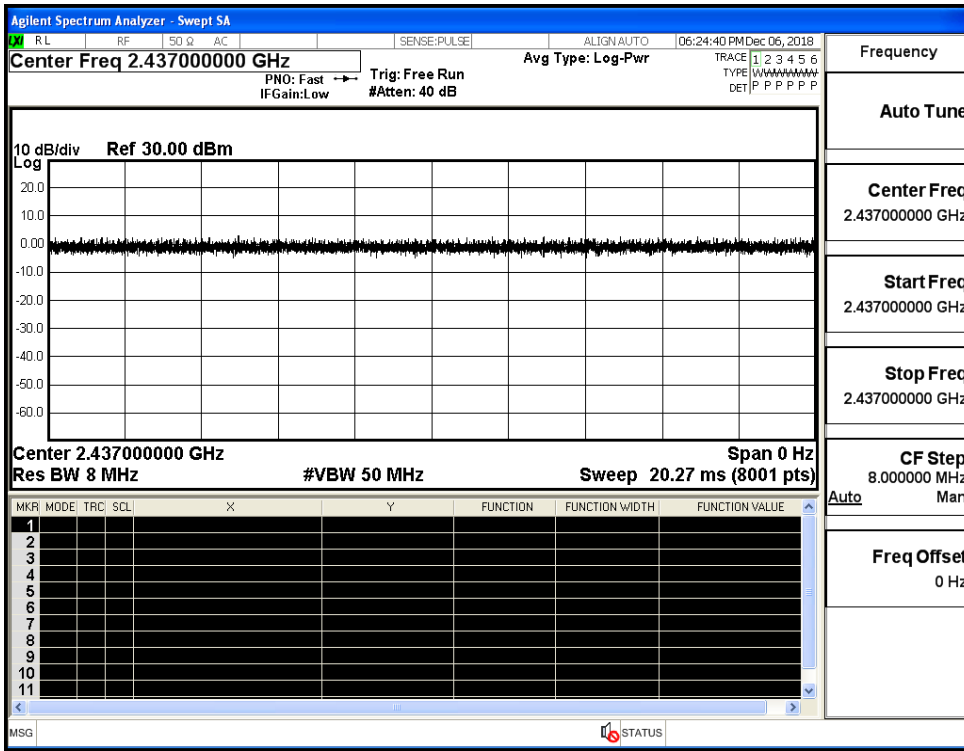 Agilent Spectrum Analyzer - Swept SA
LXI RL RF 50 Ω AC SENSE:PULSE ALIGN AUTO 06:24:40 PM Dec 06, 2018
Center Freq 2.437000000 GHz
PNO: Fast
IFGain:Low
Trig: Free Run
#Atten: 40 dB
Avg Type: Log-Pwr
TRACE 1 2 3 4 5 6
TYPE
DET P P P P P P
10 dB/div Ref 30.00 dBm
Log
20.0
10.0
0.00
-10.0
-20.0
-30.0
-40.0
-50.0
-60.0
Center 2.437000000 GHz Span 0 Hz
Res BW 8 MHz #VBW 50 MHz Sweep 20.27 ms (8001 pts)
MKR MODE TRC SCL X Y FUNCTION FUNCTION WIDTH FUNCTION VALUE
1
2
3
4
5
6
7
8
9
10
11
MSG STATUS
Frequency
Auto Tune
Center Freq
2.437000000 GHz
Start Freq
2.437000000 GHz
Stop Freq
2.437000000 GHz
CF Step
8.000000 MHz
Auto Man
Freq Offset
0 Hz